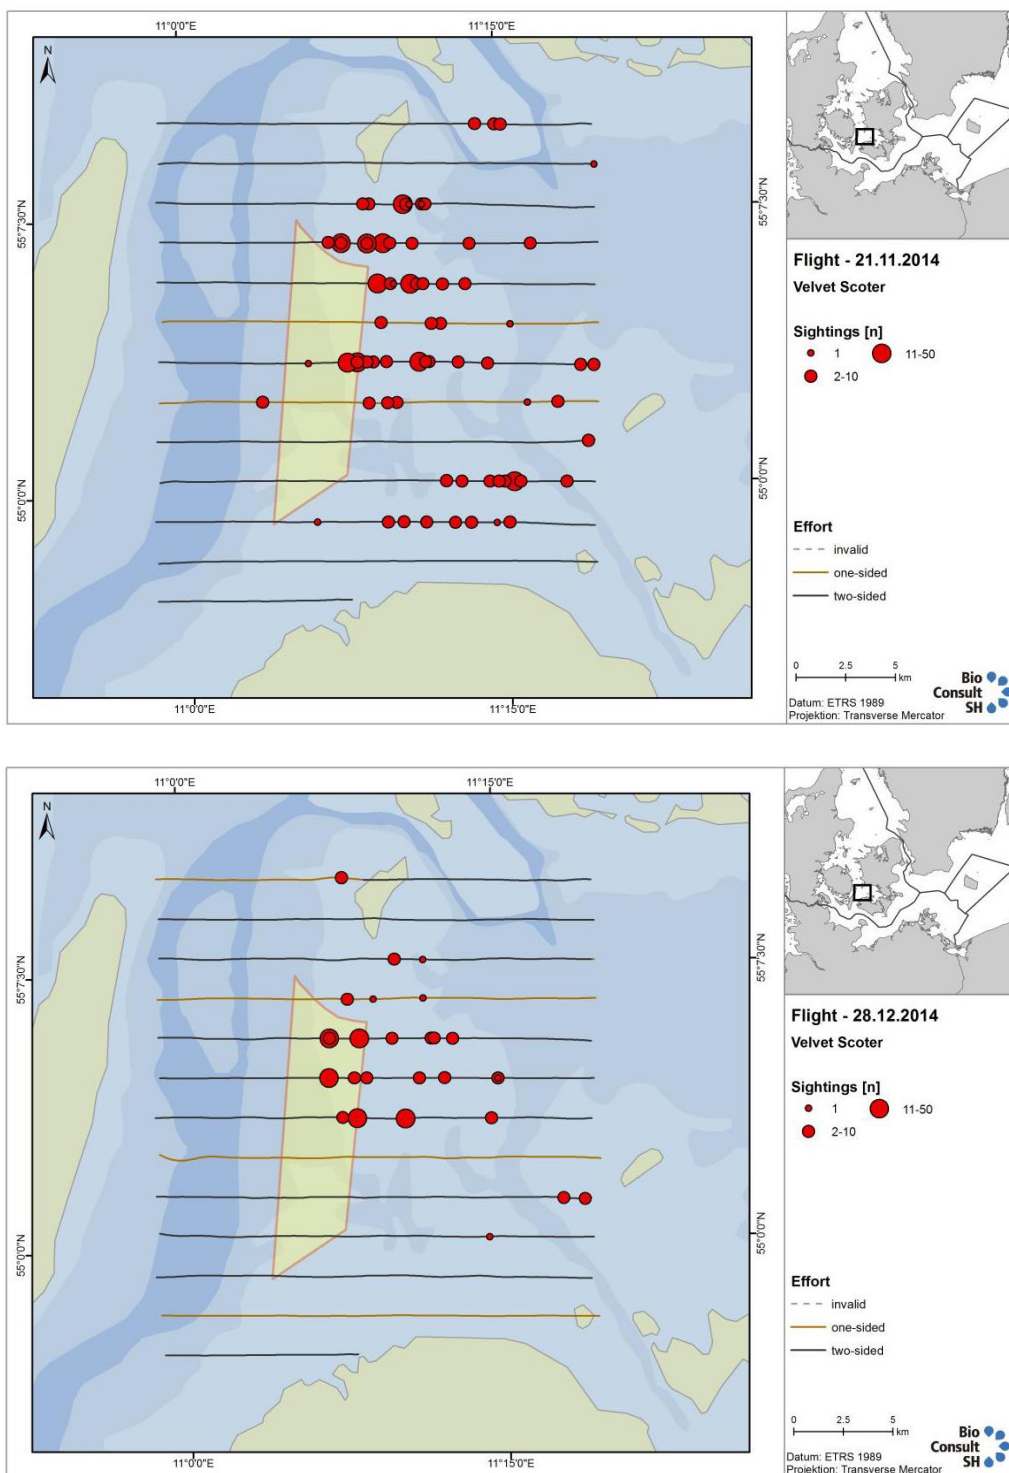 11°0'0"E 11°15'0"E
N
55°7'30"N 55°7'30"N
55°0'0"N 55°0'0"N
11°0'0"E 11°15'0"E
Flight - 21.11.2014
Velvet Scoter
Sightings [n]
1 11-50
2-10
Effort
invalid
one-sided
two-sided
0 2.5 5
km
Datum: ETRS 1989
Projektion: Transverse Mercator
Bio
Consult
SH
11°0'0"E 11°15'0"E
N
55°7'30"N 55°7'30"N
55°0'0"N 55°0'0"N
11°0'0"E 11°15'0"E
Flight - 28.12.2014
Velvet Scoter
Sightings [n]
1 11-50
2-10
Effort
invalid
one-sided
two-sided
0 2.5 5
km
Datum: ETRS 1989
Projektion: Transverse Mercator
Bio
Consult
SH